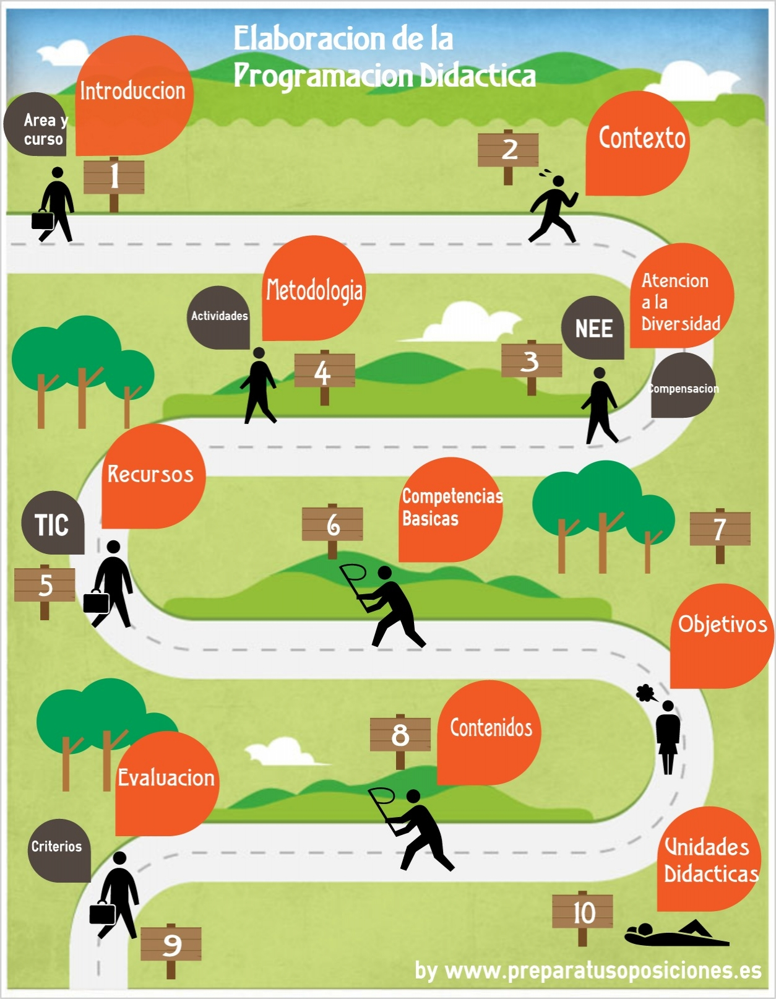 Elaboracion de la
Programacion Didactica
Introduccion
Area y
curso
1
2
Contexto
Atencion
a la
Diversidad
NEE
Compensacion
3
Metodologia
Actividades
4
Recursos
TIC
5
6
Competencias
Basicas
7
Objetivos
8
Contenidos
Evaluacion
Criterios
9
Unidades
Didacticas
10
by www.preparatusoposiciones.es